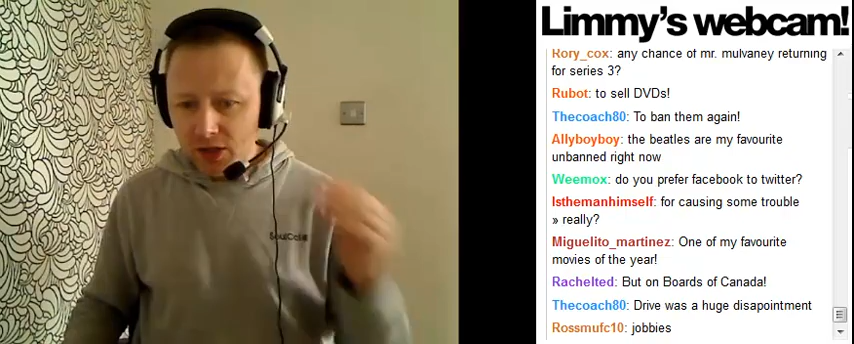 Limmy's webcam!
Rory_cox: any chance of mr. mulvaney returning
for series 3?
Rubot: to sell DVDs!
Thecoach80: To ban them again!
Allyboyboy: the beatles are my favourite
unbanned right now
Weemox: do you prefer facebook to twitter?
Isthemanhimself: for causing some trouble
» really?
Miguelito_martinez: One of my favourite
movies of the year!
Rachelted: But on Boards of Canada!
Thecoach80: Drive was a huge disapointment
Rossmufc10: jobbies